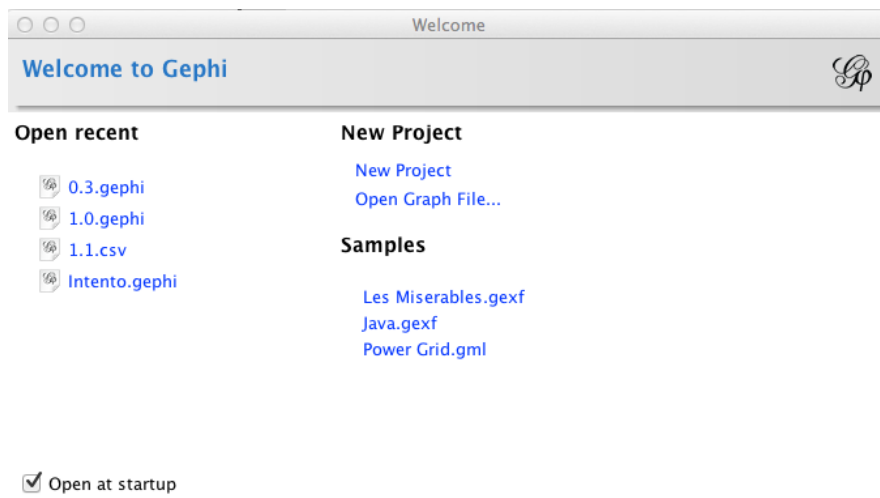 Welcome
Welcome to Gephi
Open recent
0.3.gephi
1.0.gephi
1.1.csv
Intento.gephi
New Project
New Project
Open Graph File...
Samples
Les Miserables.gexf
Java.gexf
Power Grid.gml
Open at startup